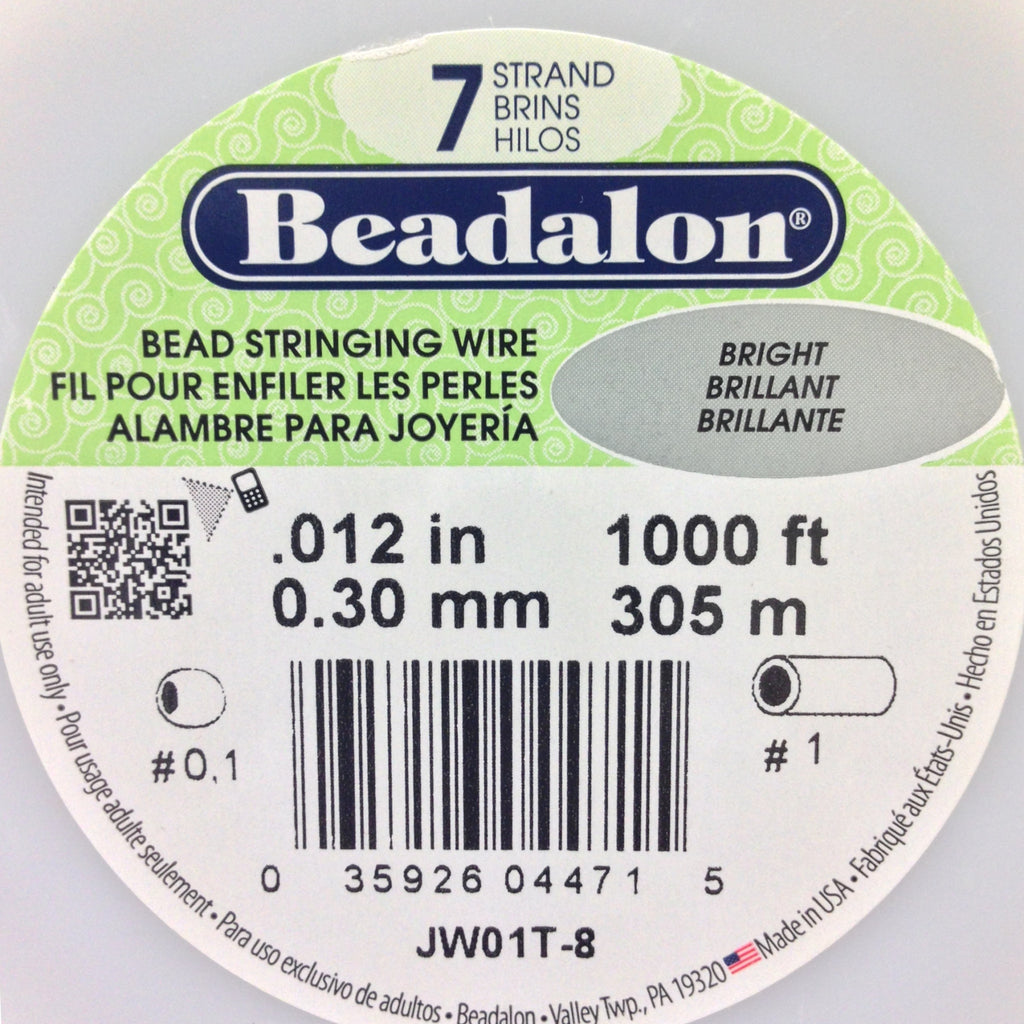 7 STRAND
BRINS
HILOS
Beadalon®
BEAD STRINGING WIRE
FIL POUR ENFILER LES PERLES
ALAMBRE PARA JOYERÍA
BRIGHT
BRILLANT
BRILLANTE
.012 in
0.30 mm
1000 ft
305 m
#0,1
# 1
0 35926 04471 5
JW01T-8
Intended for adult use only • Pour usage adulte seulement • Para uso exclusivo de adultos • Beadalon • Valley Twp., PA 19320 Made in USA • Fabriqué aux États-Unis • Hecho en Estados Unidos